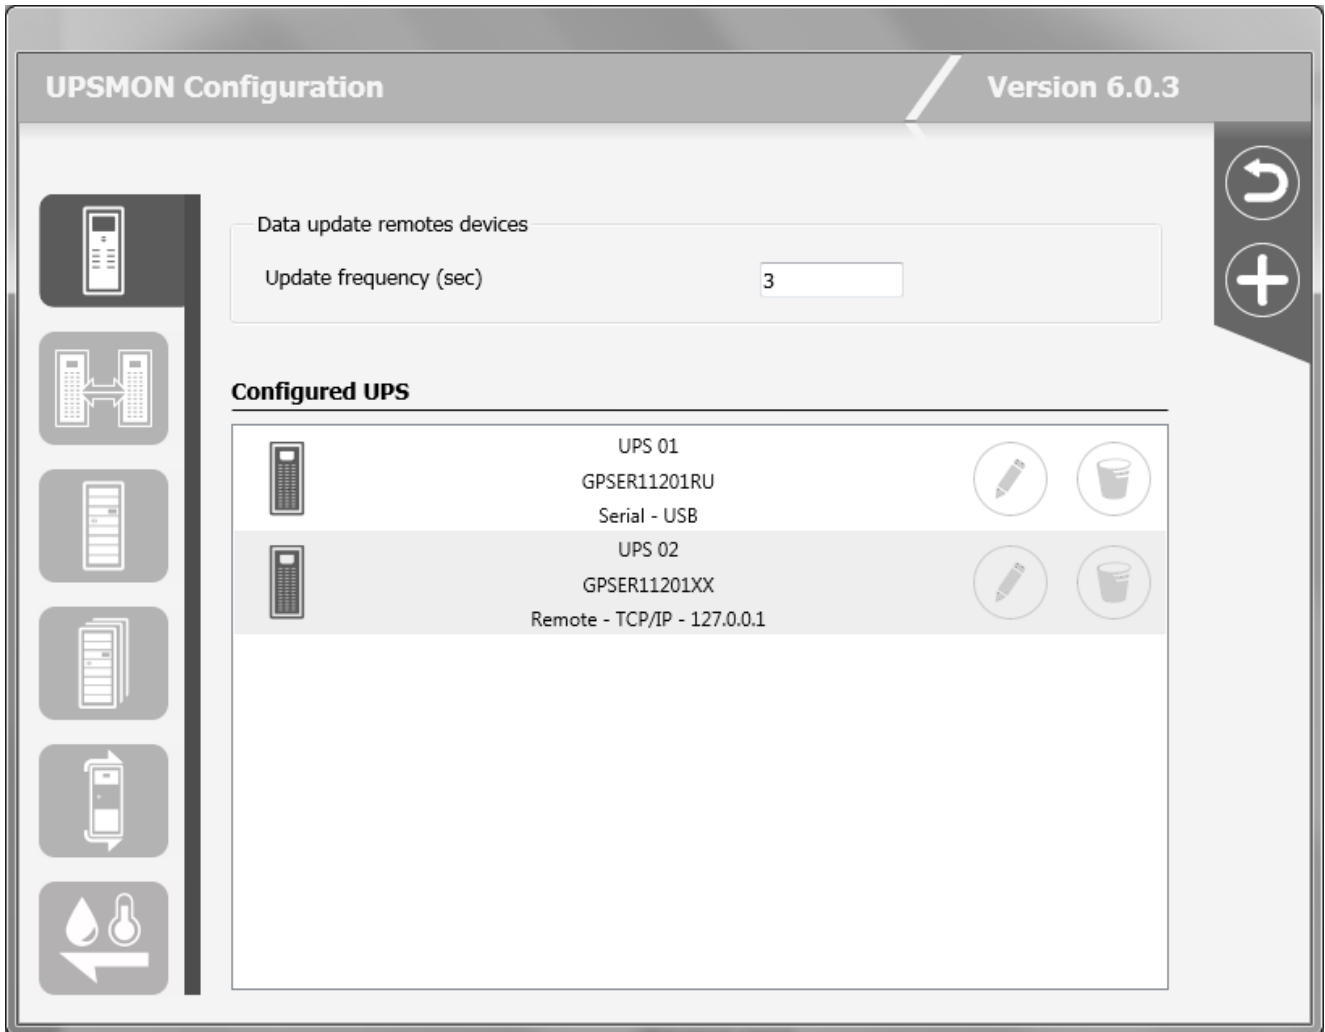 UPSMON Configuration
Version 6.0.3
Data update remotes devices
Update frequency (sec)
3
Configured UPS
UPS 01
GPSER11201RU
Serial - USB
UPS 02
GPSER11201XX
Remote - TCP/IP - 127.0.0.1